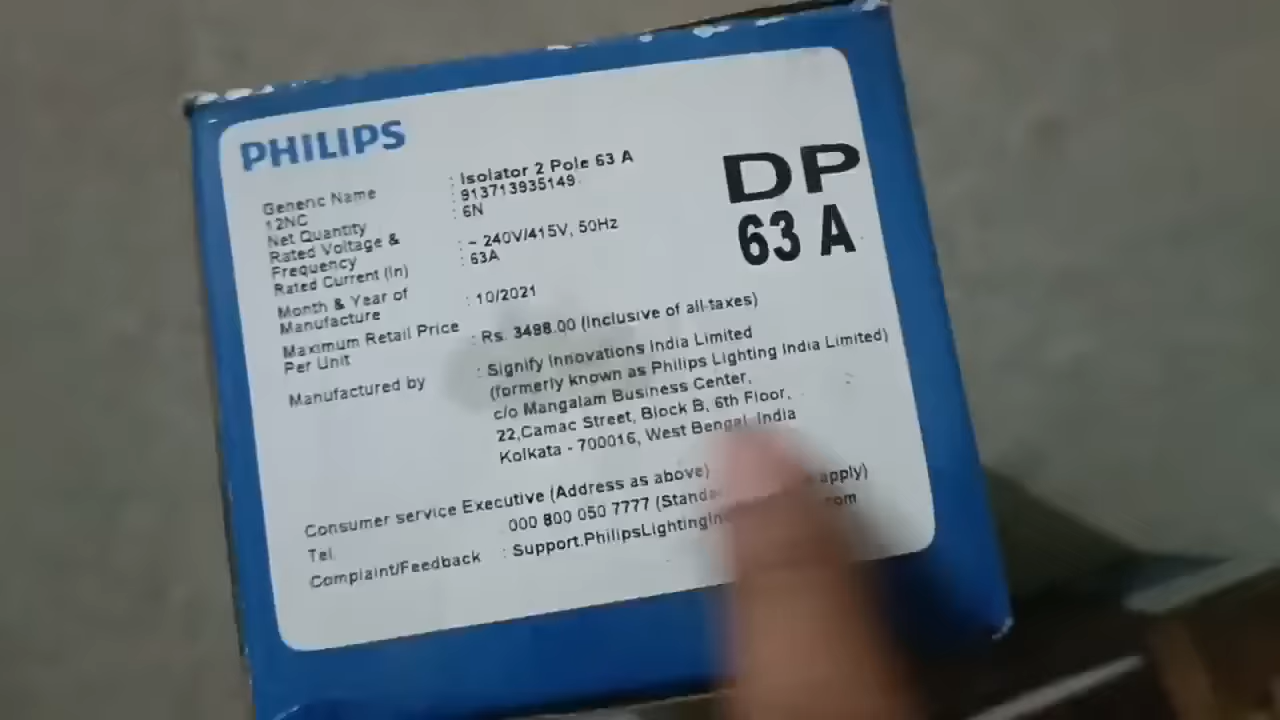 PHILIPS
DP
63 A
Generic Name : Isolator 2 Pole 63 A
12NC : 913713935149
Net Quantity : 6N
Rated Voltage & Frequency : ~ 240V/415V, 50Hz
Rated Current (In) : 63A
Month & Year of Manufacture : 10/2021
Maximum Retail Price Per Unit : Rs. 3498.00 (Inclusive of all taxes)
Manufactured by : Signify Innovations India Limited
(formerly known as Philips Lighting India Limited)
c/o Mangalam Business Center,
22,Camac Street, Block B, 6th Floor,
Kolkata - 700016, West Bengal, India
Consumer service Executive (Address as above)
Tel 000 800 050 7777 (apply)
Complaint/Feedback :